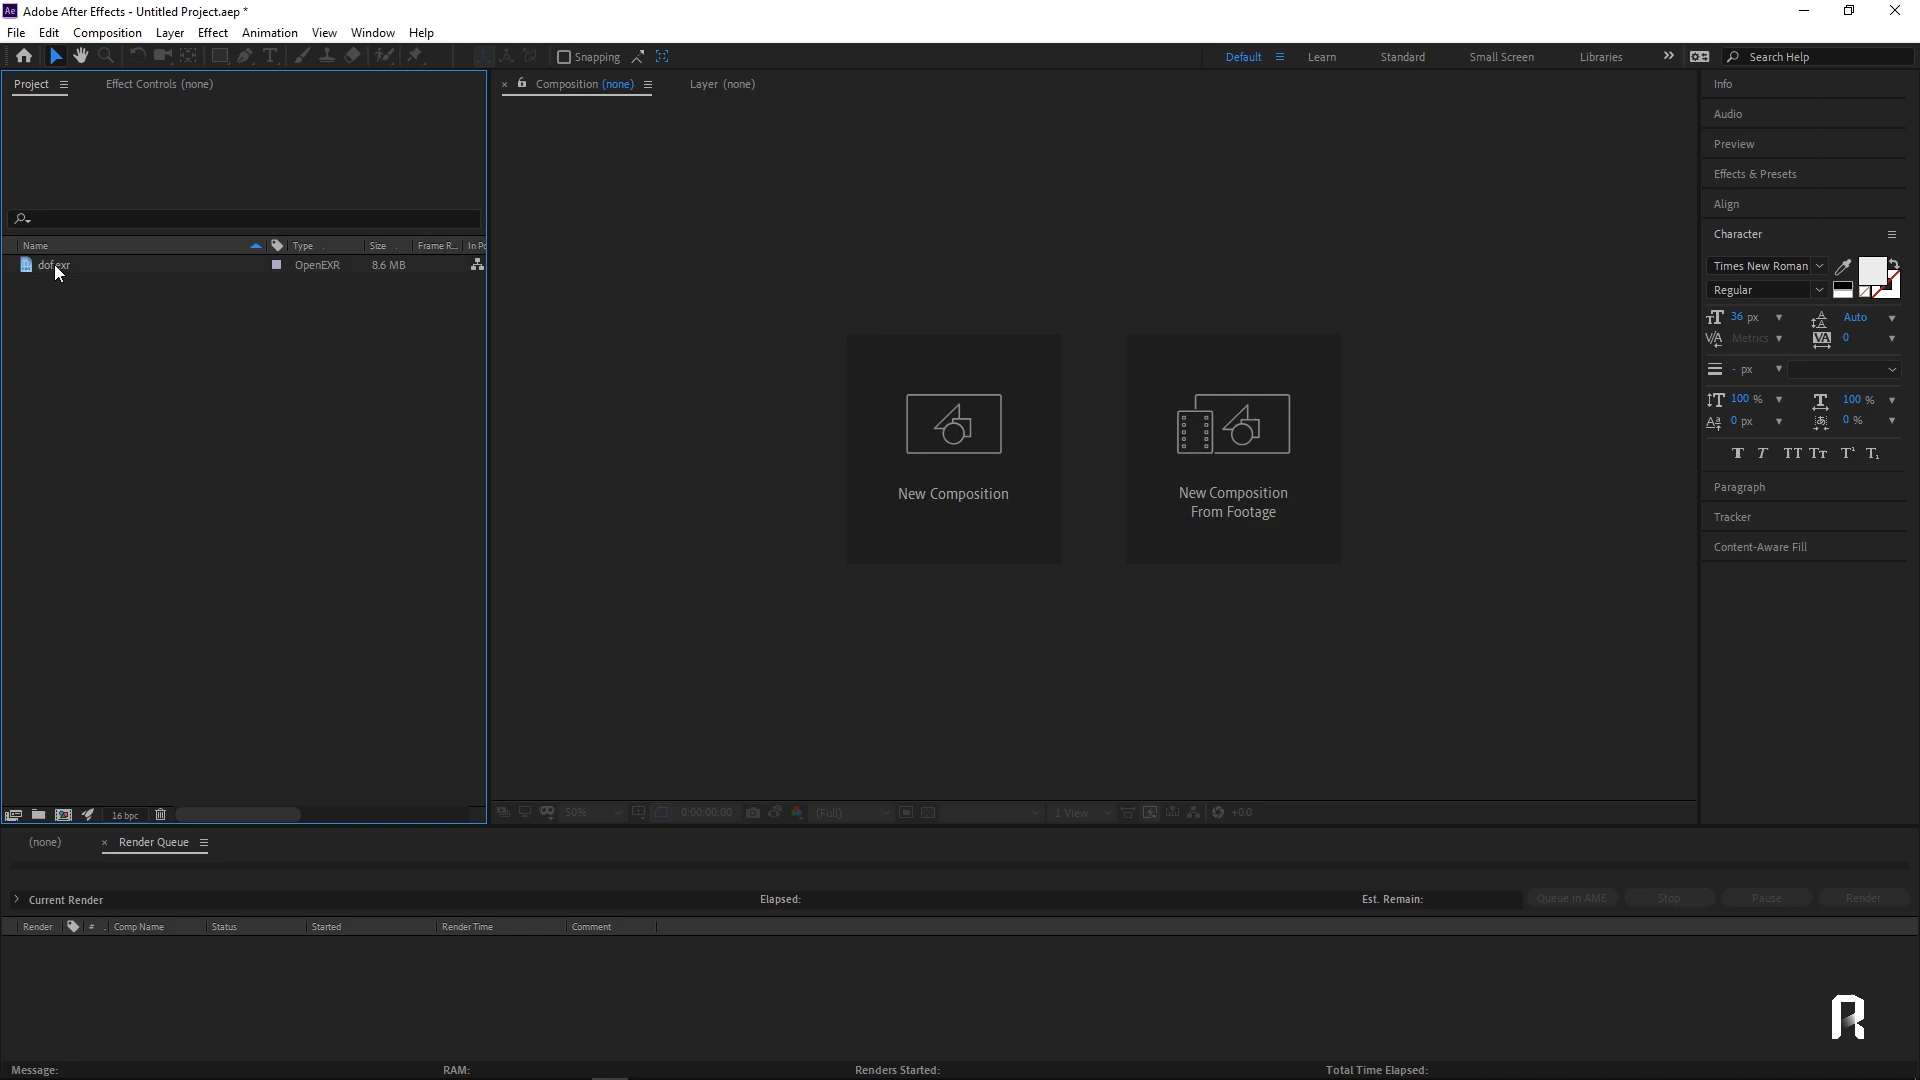 Adobe After Effects - Untitled Project.aep *
File Edit Composition Layer Effect Animation View Window Help
Snapping Default Learn Standard Small Screen Libraries Search Help
Project Effect Controls (none) Composition (none) Layer (none)
Name Type Size Frame R... In Po
dof.exr OpenEXR 8.6 MB
Info
Audio
Preview
Effects & Presets
Align
Character
Times New Roman
Regular
36 px Auto
Metrics 0
- px
100 % 100 %
0 px 0 %
T T TT Tт T¹ T₁
Paragraph
Tracker
Content-Aware Fill
New Composition
New Composition
From Footage
16 bpc
50% 0:00:00:00 (Full) 1 View +0.0
(none) Render Queue
Current Render Elapsed: Est. Remain: Queue in AME Stop Pause Render
Render # Comp Name Status Started Render Time Comment
Message: RAM: Renders Started: Total Time Elapsed: